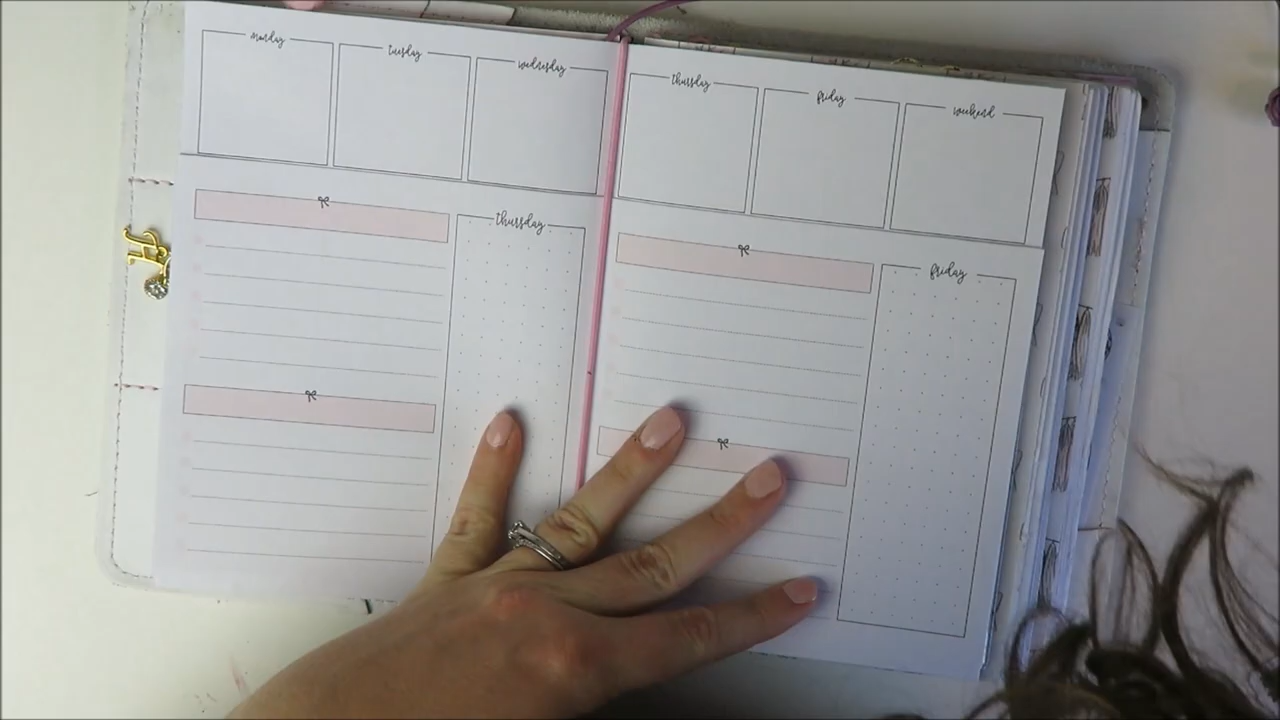 monday
tuesday
wednesday
thursday
friday
weekend
thursday
friday